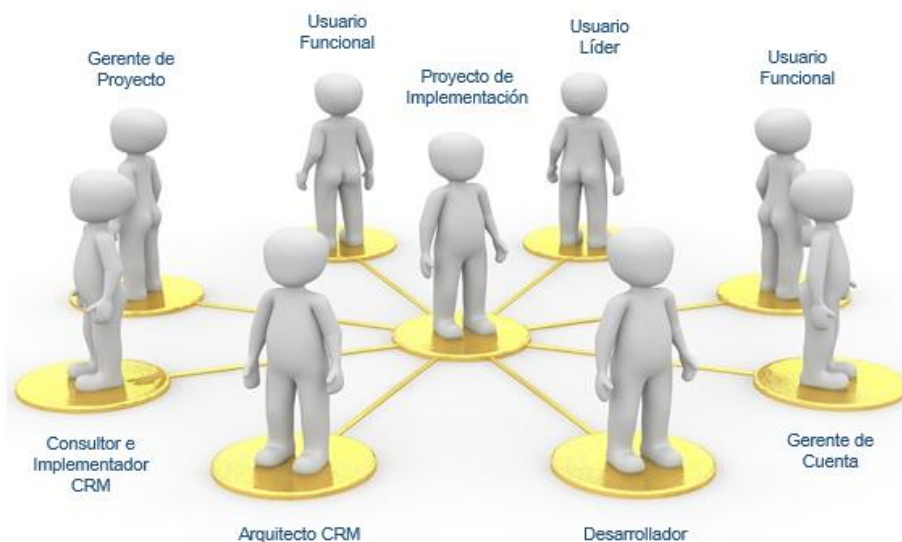 Usuario
Funcional
Usuario
Líder
Gerente de
Proyecto
Proyecto de
Implementación
Usuario
Funcional
Consultor e
Implementador
CRM
Gerente de
Cuenta
Arquitecto CRM
Desarrollador